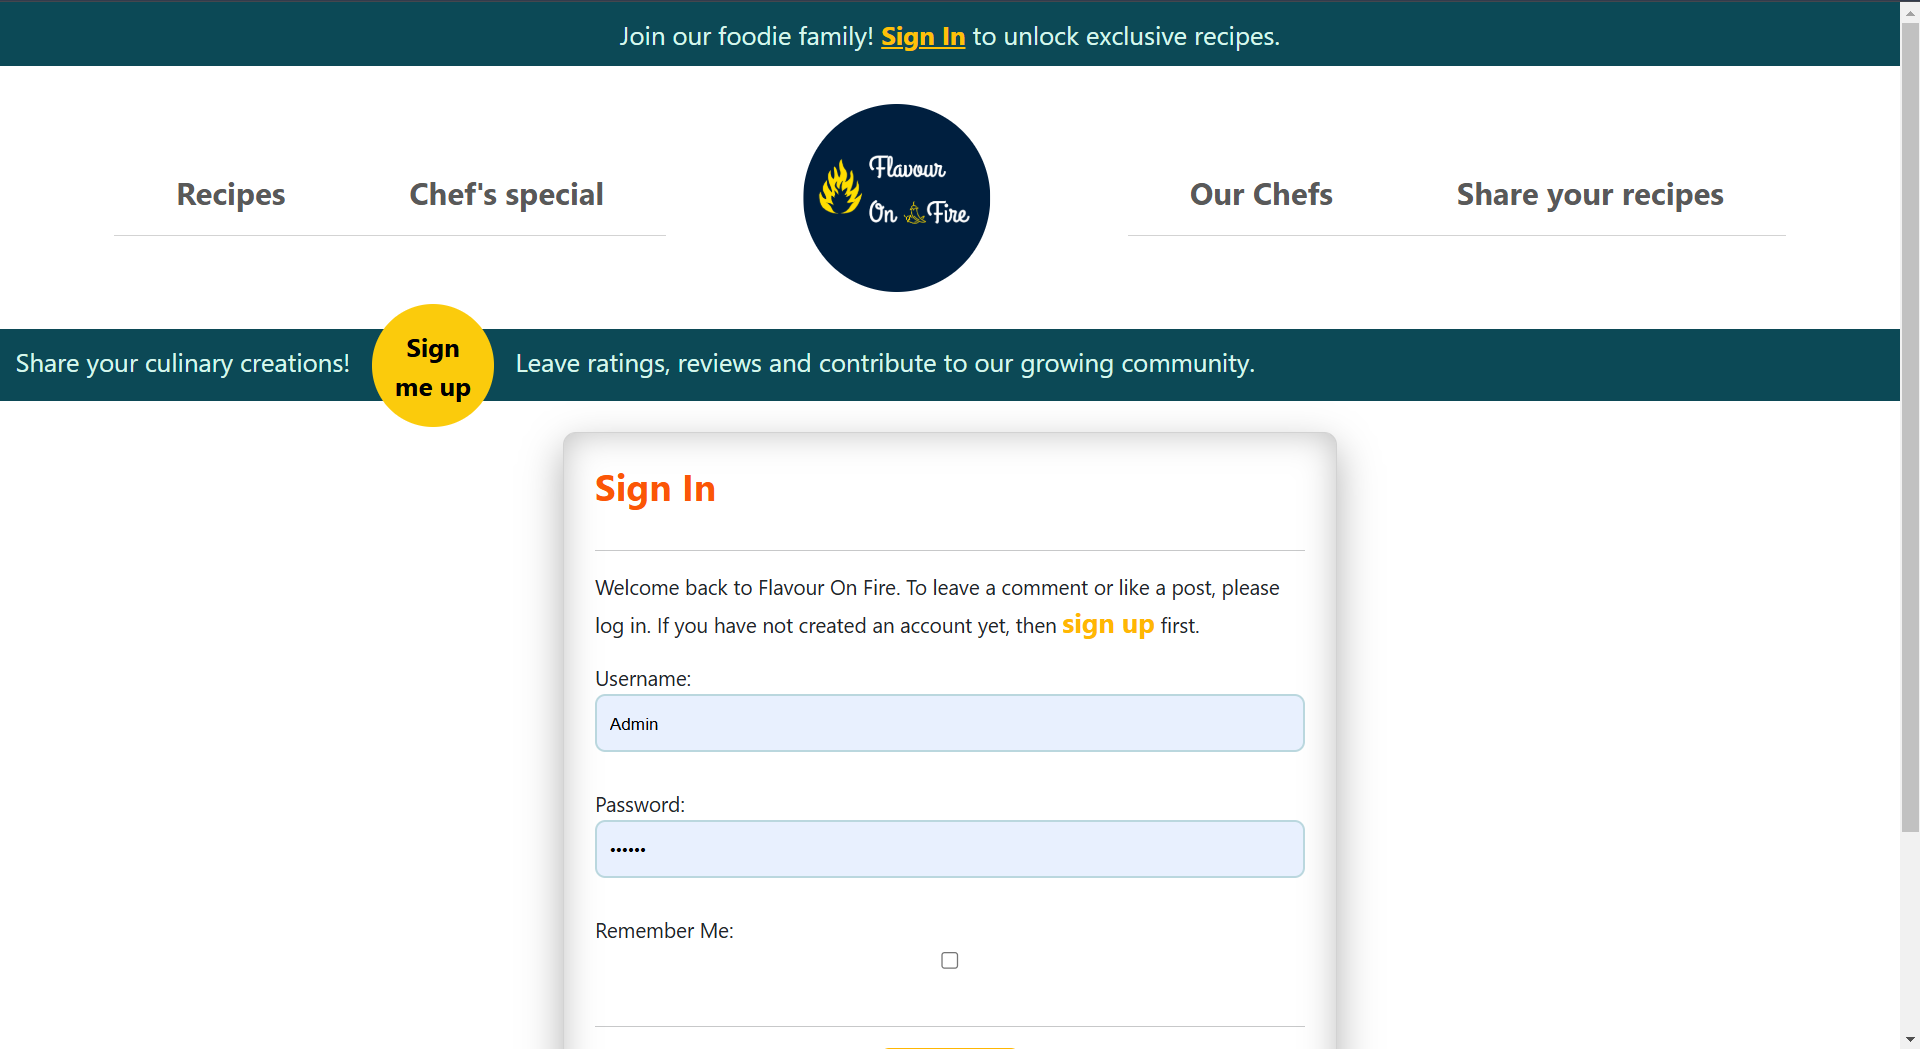 Join our foodie family! Sign In to unlock exclusive recipes.
Recipes
Chef's special
Flavour
On Fire
Our Chefs
Share your recipes
Share your culinary creations!
Sign
me up
Leave ratings, reviews and contribute to our growing community.
Sign In
Welcome back to Flavour On Fire. To leave a comment or like a post, please
log in. If you have not created an account yet, then sign up first.
Username:
Admin
Password:
••••••
Remember Me: